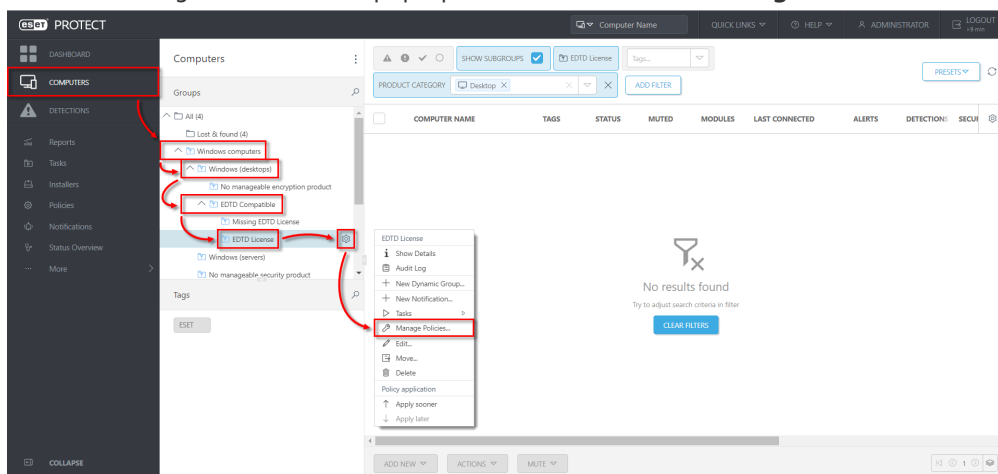 eset PROTECT
Computer Name
QUICK LINKS
HELP
ADMINISTRATOR
LOGOUT
>9 min
DASHBOARD
COMPUTERS
DETECTIONS
Reports
Tasks
Installers
Policies
Notifications
Status Overview
More
COLLAPSE
Computers
Groups
All (4)
Lost & found (4)
Windows computers
Windows (desktops)
No manageable encryption product
EDTD Compatible
Missing EDTD License
EDTD License
Windows (servers)
No manageable security product
Tags
ESET
SHOW SUBGROUPS
EDTD License
Tags...
PRESETS
PRODUCT CATEGORY
Desktop
ADD FILTER
COMPUTER NAME TAGS STATUS MUTED MODULES LAST CONNECTED ALERTS DETECTIONS SECUI
EDTD License
Show Details
Audit Log
New Dynamic Group...
New Notification...
Tasks
Manage Policies...
Edit...
Move...
Delete
Policy application
Apply sooner
Apply later
No results found
Try to adjust search criteria in filter
CLEAR FILTERS
ADD NEW
ACTIONS
MUTE
1